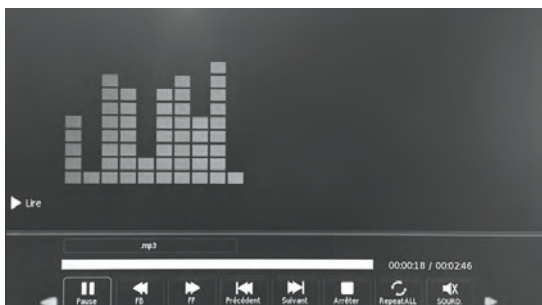 Lire
.mp3
00:00:18 / 00:02:46
Pause FB FF Précédent Suivant Arrêter RepeatALL SOURD.